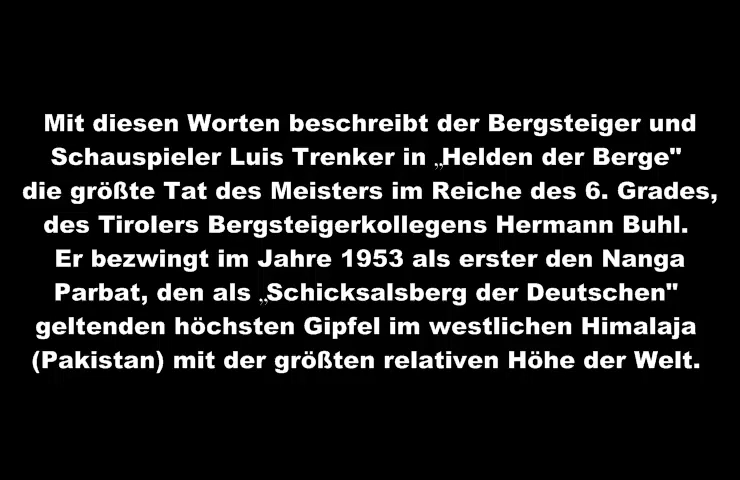 Mit diesen Worten beschreibt der Bergsteiger und
Schauspieler Luis Trenker in „Helden der Berge"
die größte Tat des Meisters im Reiche des 6. Grades,
des Tirolers Bergsteigerkollegens Hermann Buhl.
Er bezwingt im Jahre 1953 als erster den Nanga
Parbat, den als „Schicksalsberg der Deutschen"
geltenden höchsten Gipfel im westlichen Himalaja
(Pakistan) mit der größten relativen Höhe der Welt.